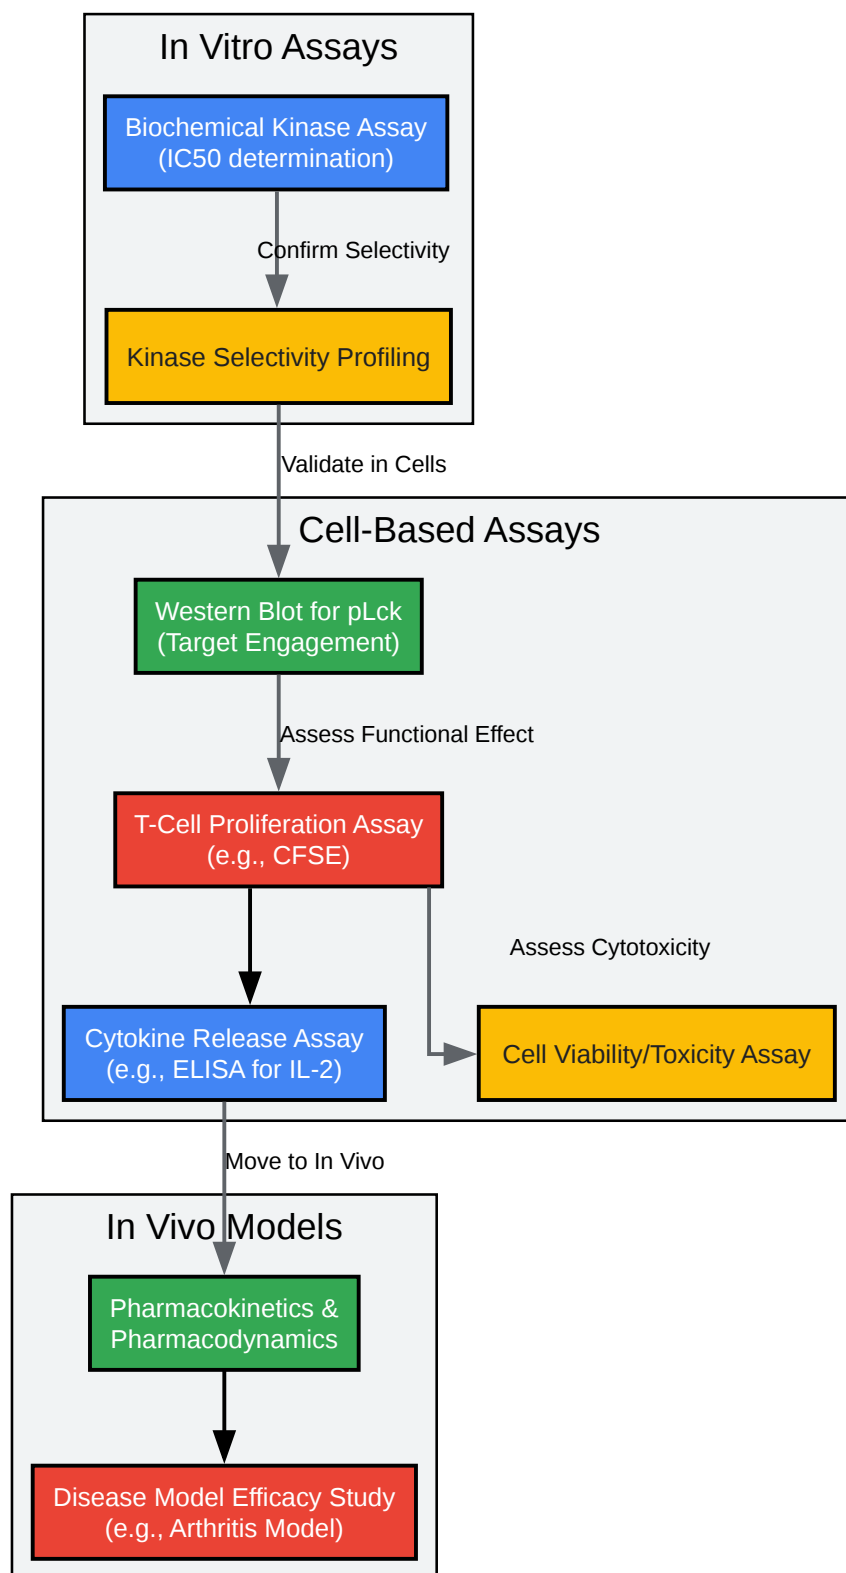 In Vitro Assays
Biochemical Kinase Assay
(IC50 determination)
Confirm Selectivity
Kinase Selectivity Profiling
Validate in Cells
Cell-Based Assays
Western Blot for pLck
(Target Engagement)
Assess Functional Effect
T-Cell Proliferation Assay
(e.g., CFSE)
Assess Cytotoxicity
Cytokine Release Assay
(e.g., ELISA for IL-2)
Cell Viability/Toxicity Assay
Move to In Vivo
In Vivo Models
Pharmacokinetics &
Pharmacodynamics
Disease Model Efficacy Study
(e.g., Arthritis Model)